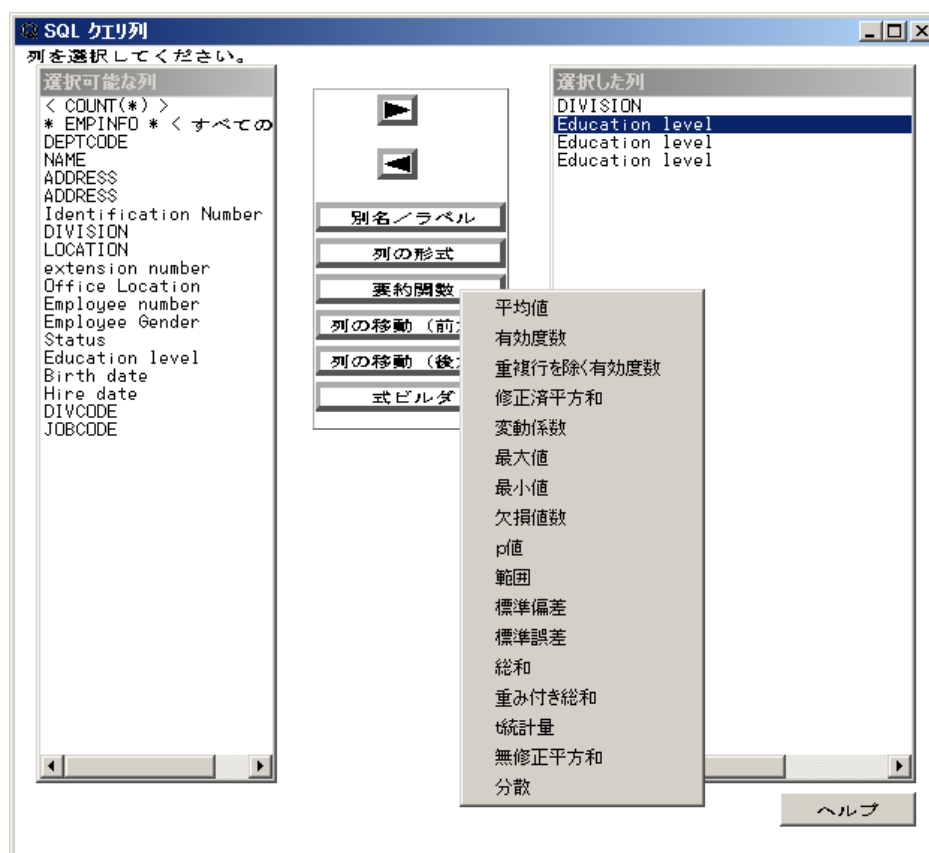 SQL クエリ列
列を選択してください。
選択可能な列
< COUNT(*) >
* EMPINFO * < すべての
DEPTCODE
NAME
ADDRESS
ADDRESS
Identification Number
DIVISION
LOCATION
extension number
Office Location
Employee number
Employee Gender
Status
Education level
Birth date
Hire date
DIVCODE
JOBCODE
別名／ラベル
列の形式
要約関数
列の移動（前
列の移動（後
式ビルダ
平均値
有効度数
重複行を除く有効度数
修正済平方和
変動係数
最大値
最小値
欠損値数
p値
範囲
標準偏差
標準誤差
総和
重み付き総和
t統計量
無修正平方和
分散
選択した列
DIVISION
Education level
Education level
Education level
ヘルプ